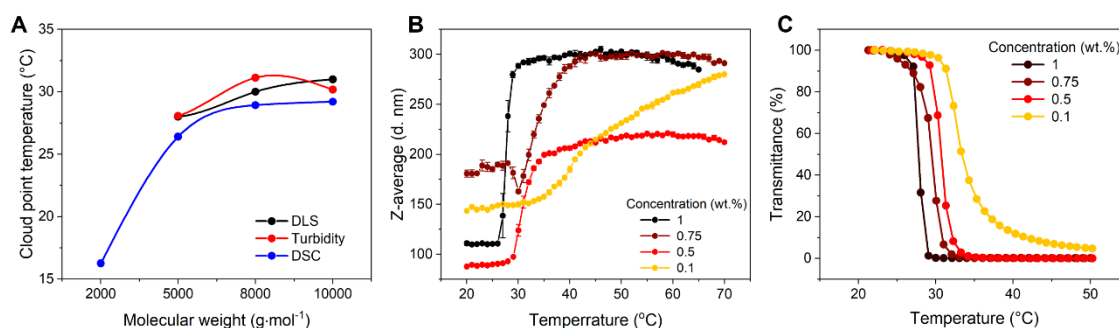 A
Cloud point temperature (°C)
35
30
25
20
15
2000
5000
8000
10000
Molecular weight (g·mol-1)
DLS
Turbidity
DSC
B
Z-average (d. nm)
300
250
200
150
100
20
30
40
50
60
70
Temperrature (°C)
Concentration (wt.%)
1
0.75
0.5
0.1
C
Transmittance (%)
100
80
60
40
20
0
20
30
40
50
Temperature (°C)
Concentration (wt.%)
1
0.75
0.5
0.1